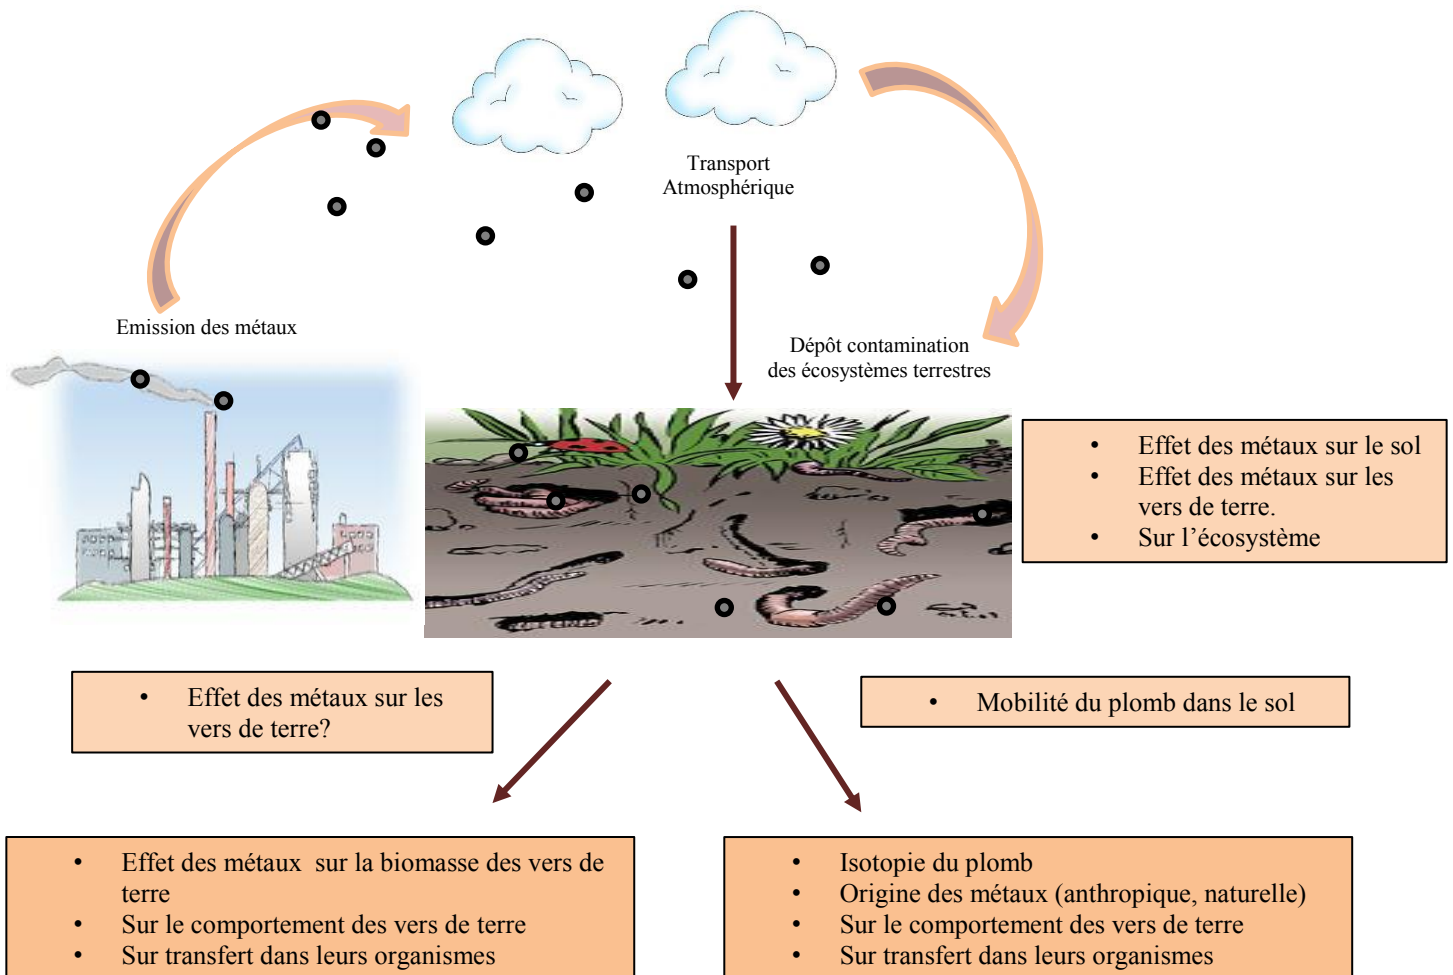 Transport
Atmosphérique
Emission des métaux
Dépôt contamination
des écosystèmes terrestres
• Effet des métaux sur le sol
• Effet des métaux sur les
vers de terre.
• Sur l’écosystème
• Effet des métaux sur les
vers de terre?
• Mobilité du plomb dans le sol
• Effet des métaux sur la biomasse des vers de
terre
• Sur le comportement des vers de terre
• Sur transfert dans leurs organismes
• Isotopie du plomb
• Origine des métaux (anthropique, naturelle)
• Sur le comportement des vers de terre
• Sur transfert dans leurs organismes